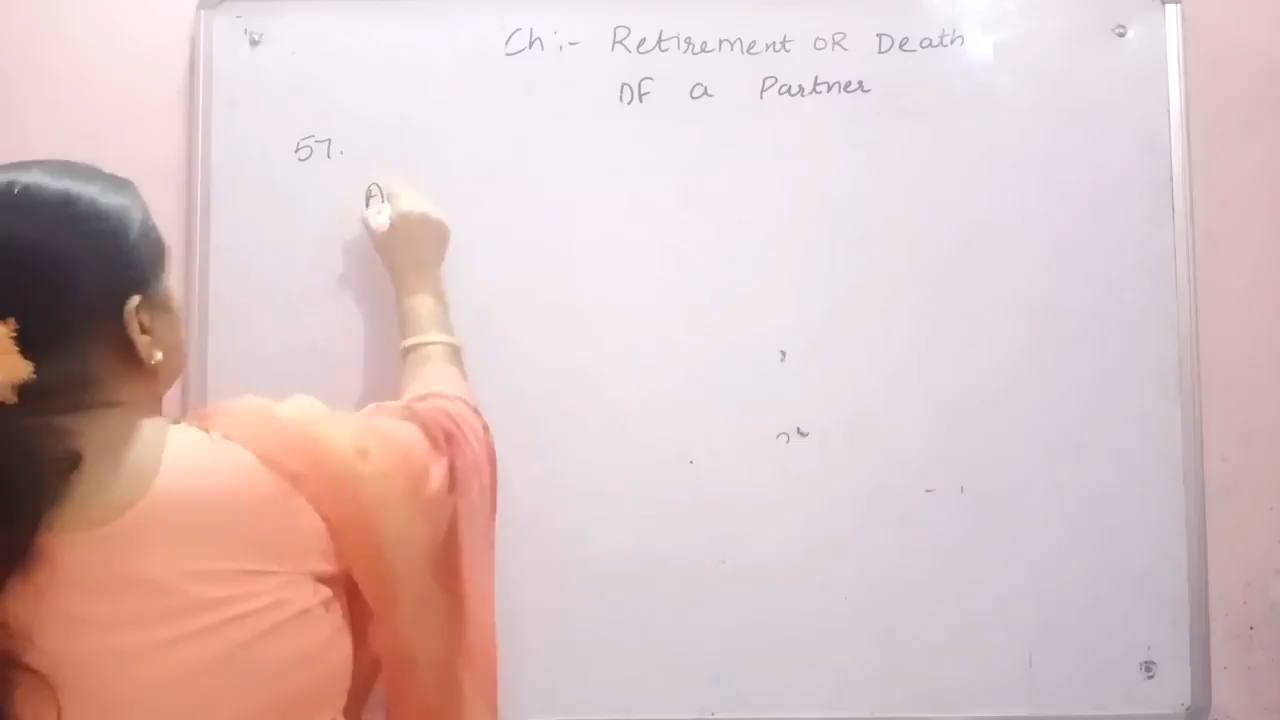 Ch:- Retirement OR Death
OF a Partner
57.
A